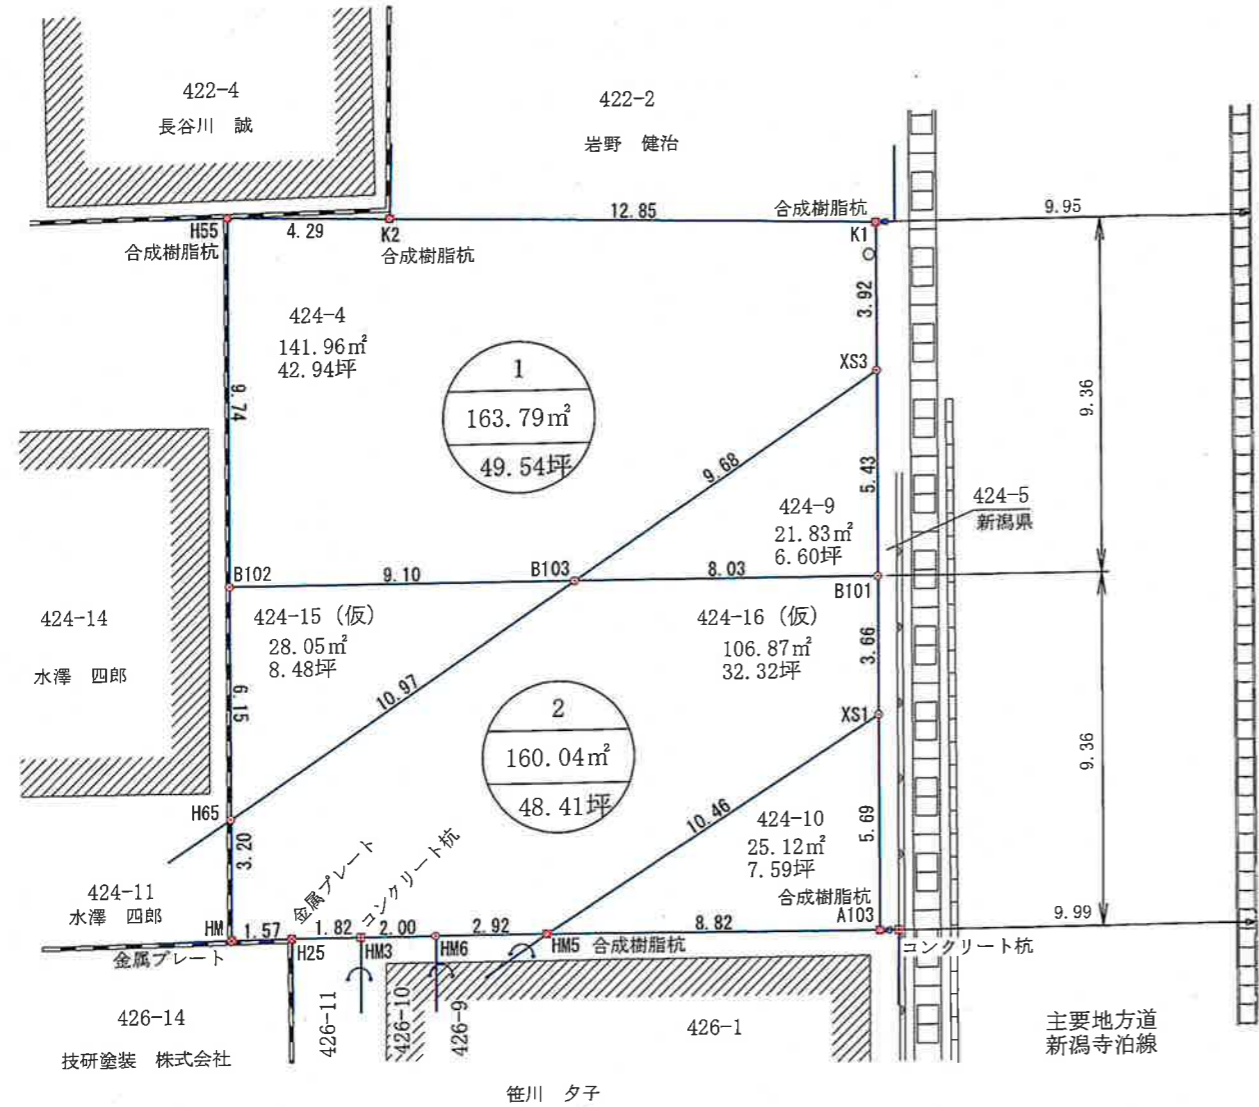 422-4
長谷川 誠
422-2
岩野 健治
合成樹脂杭
12.85
9.95
H55
4.29
K2
K1
合成樹脂杭
合成樹脂杭
3.92
424-4
141.96㎡
42.94坪
1
163.79㎡
49.54坪
XS3
9.74
9.36
9.68
5.43
424-9
21.83㎡
6.60坪
424-5
新潟県
B102
9.10
B103
8.03
B101
424-14
水澤 四郎
424-15 (仮)
28.05㎡
8.48坪
424-16 (仮)
106.87㎡
32.32坪
3.66
6.15
10.97
2
160.04㎡
48.41坪
XS1
9.36
H65
3.20
10.46
424-10
25.12㎡
7.59坪
5.69
金属プレート
コンクリート杭
424-11
水澤 四郎
合成樹脂杭
A103
HM
1.57
1.82
2.00
2.92
8.82
9.99
金属プレート
H25
HM3
HM6
HM5
合成樹脂杭
コンクリート杭
426-14
技研塗装 株式会社
426-11
426-10
426-9
426-1
主要地方道
新潟寺泊線
笹川 夕子